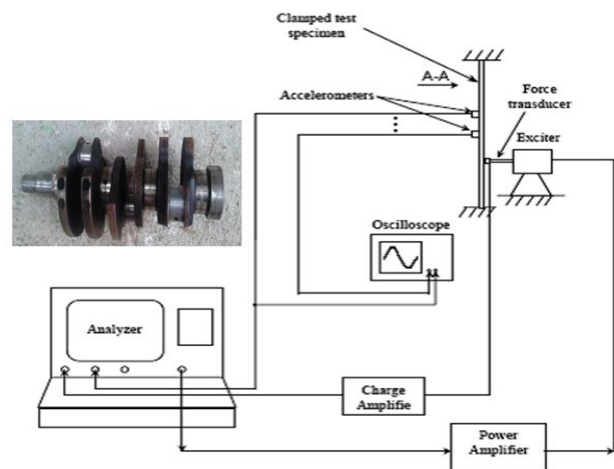 Clamped test
specimen
A-A
Force
transducer
Accelerometers
Exciter
Oscilloscope
Analyzer
Charge
Amplifie
Power
Amplifier